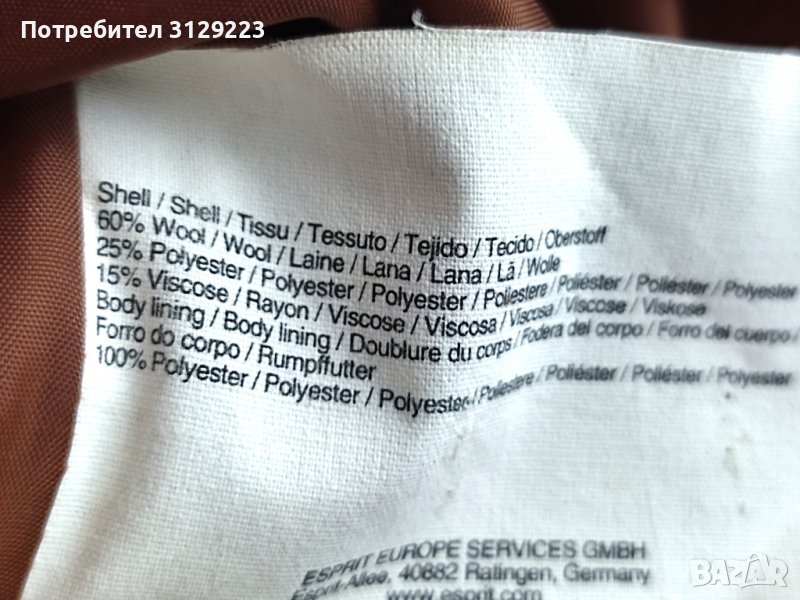 Потребител 3129223
Shell / Shell / Tissu / Tessuto / Tejido / Tecido / Oberstoff
60% Wool / Wool / Laine / Lana / Lana / Lã / Wolle
25% Polyester / Polyester / Polyester / Poliestere / Poliéster / Poliéster / Polyester
15% Viscose / Rayon / Viscose / Viscosa / Viscosa / Viscose / Viskose
Body lining / Body lining / Doublure du corps / Fodera del corpo / Forro del cuerpo /
Forro do corpo / Rumpffutter
100% Polyester / Polyester / Polyester / Poliestere / Poliéster / Poliéster / Polyester
ESPRIT EUROPE SERVICES GMBH
Esprit-Allee, 40882 Ratingen, Germany
www.esprit.com
BAZAR